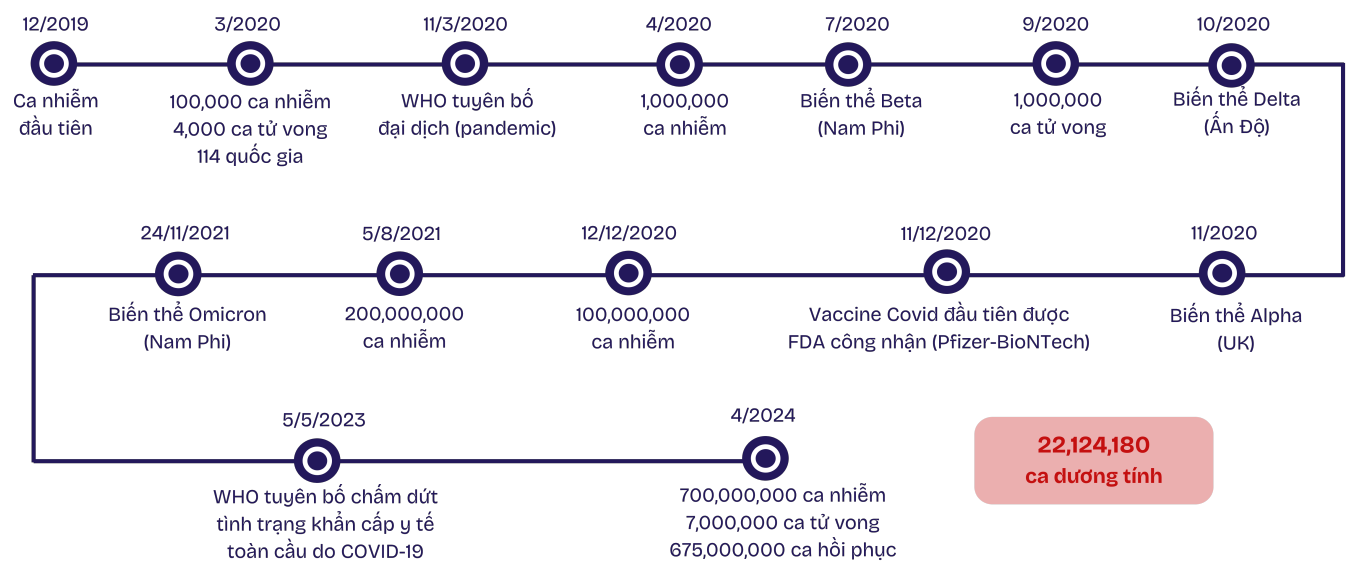 12/2019
Ca nhiễm
đầu tiên
3/2020
100,000 ca nhiễm
4,000 ca tử vong
114 quốc gia
11/3/2020
WHO tuyên bố
đại dịch (pandemic)
4/2020
1,000,000
ca nhiễm
7/2020
Biến thể Beta
(Nam Phi)
9/2020
1,000,000
ca tử vong
10/2020
Biến thể Delta
(Ấn Độ)
11/2020
Biến thể Alpha
(UK)
11/12/2020
Vaccine Covid đầu tiên được
FDA công nhận (Pfizer-BioNTech)
12/12/2020
100,000,000
ca nhiễm
5/8/2021
200,000,000
ca nhiễm
24/11/2021
Biến thể Omicron
(Nam Phi)
5/5/2023
WHO tuyên bố chấm dứt
tình trạng khẩn cấp y tế
toàn cầu do COVID-19
4/2024
700,000,000 ca nhiễm
7,000,000 ca tử vong
675,000,000 ca hồi phục
22,124,180
ca dương tính